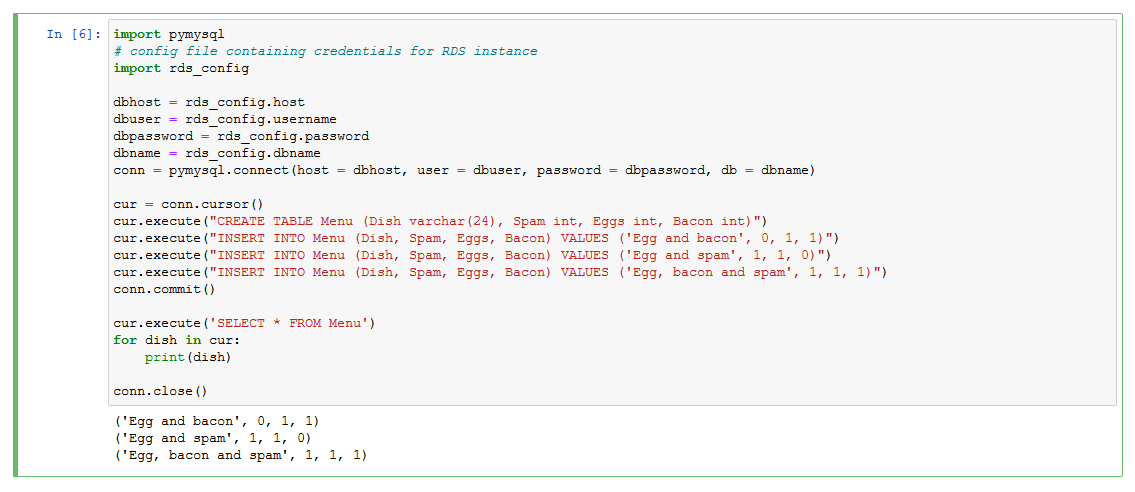 In [6]: import pymysql
# config file containing credentials for RDS instance
import rds_config
dbhost = rds_config.host
dbuser = rds_config.username
dbpassword = rds_config.password
dbname = rds_config.dbname
conn = pymysql.connect(host = dbhost, user = dbuser, password = dbpassword, db = dbname)
cur = conn.cursor()
cur.execute("CREATE TABLE Menu (Dish varchar(24), Spam int, Eggs int, Bacon int)")
cur.execute("INSERT INTO Menu (Dish, Spam, Eggs, Bacon) VALUES ('Egg and bacon', 0, 1, 1)")
cur.execute("INSERT INTO Menu (Dish, Spam, Eggs, Bacon) VALUES ('Egg and spam', 1, 1, 0)")
cur.execute("INSERT INTO Menu (Dish, Spam, Eggs, Bacon) VALUES ('Egg, bacon and spam', 1, 1, 1)")
conn.commit()
cur.execute('SELECT * FROM Menu')
for dish in cur:
    print(dish)
conn.close()
('Egg and bacon', 0, 1, 1)
('Egg and spam', 1, 1, 0)
('Egg, bacon and spam', 1, 1, 1)